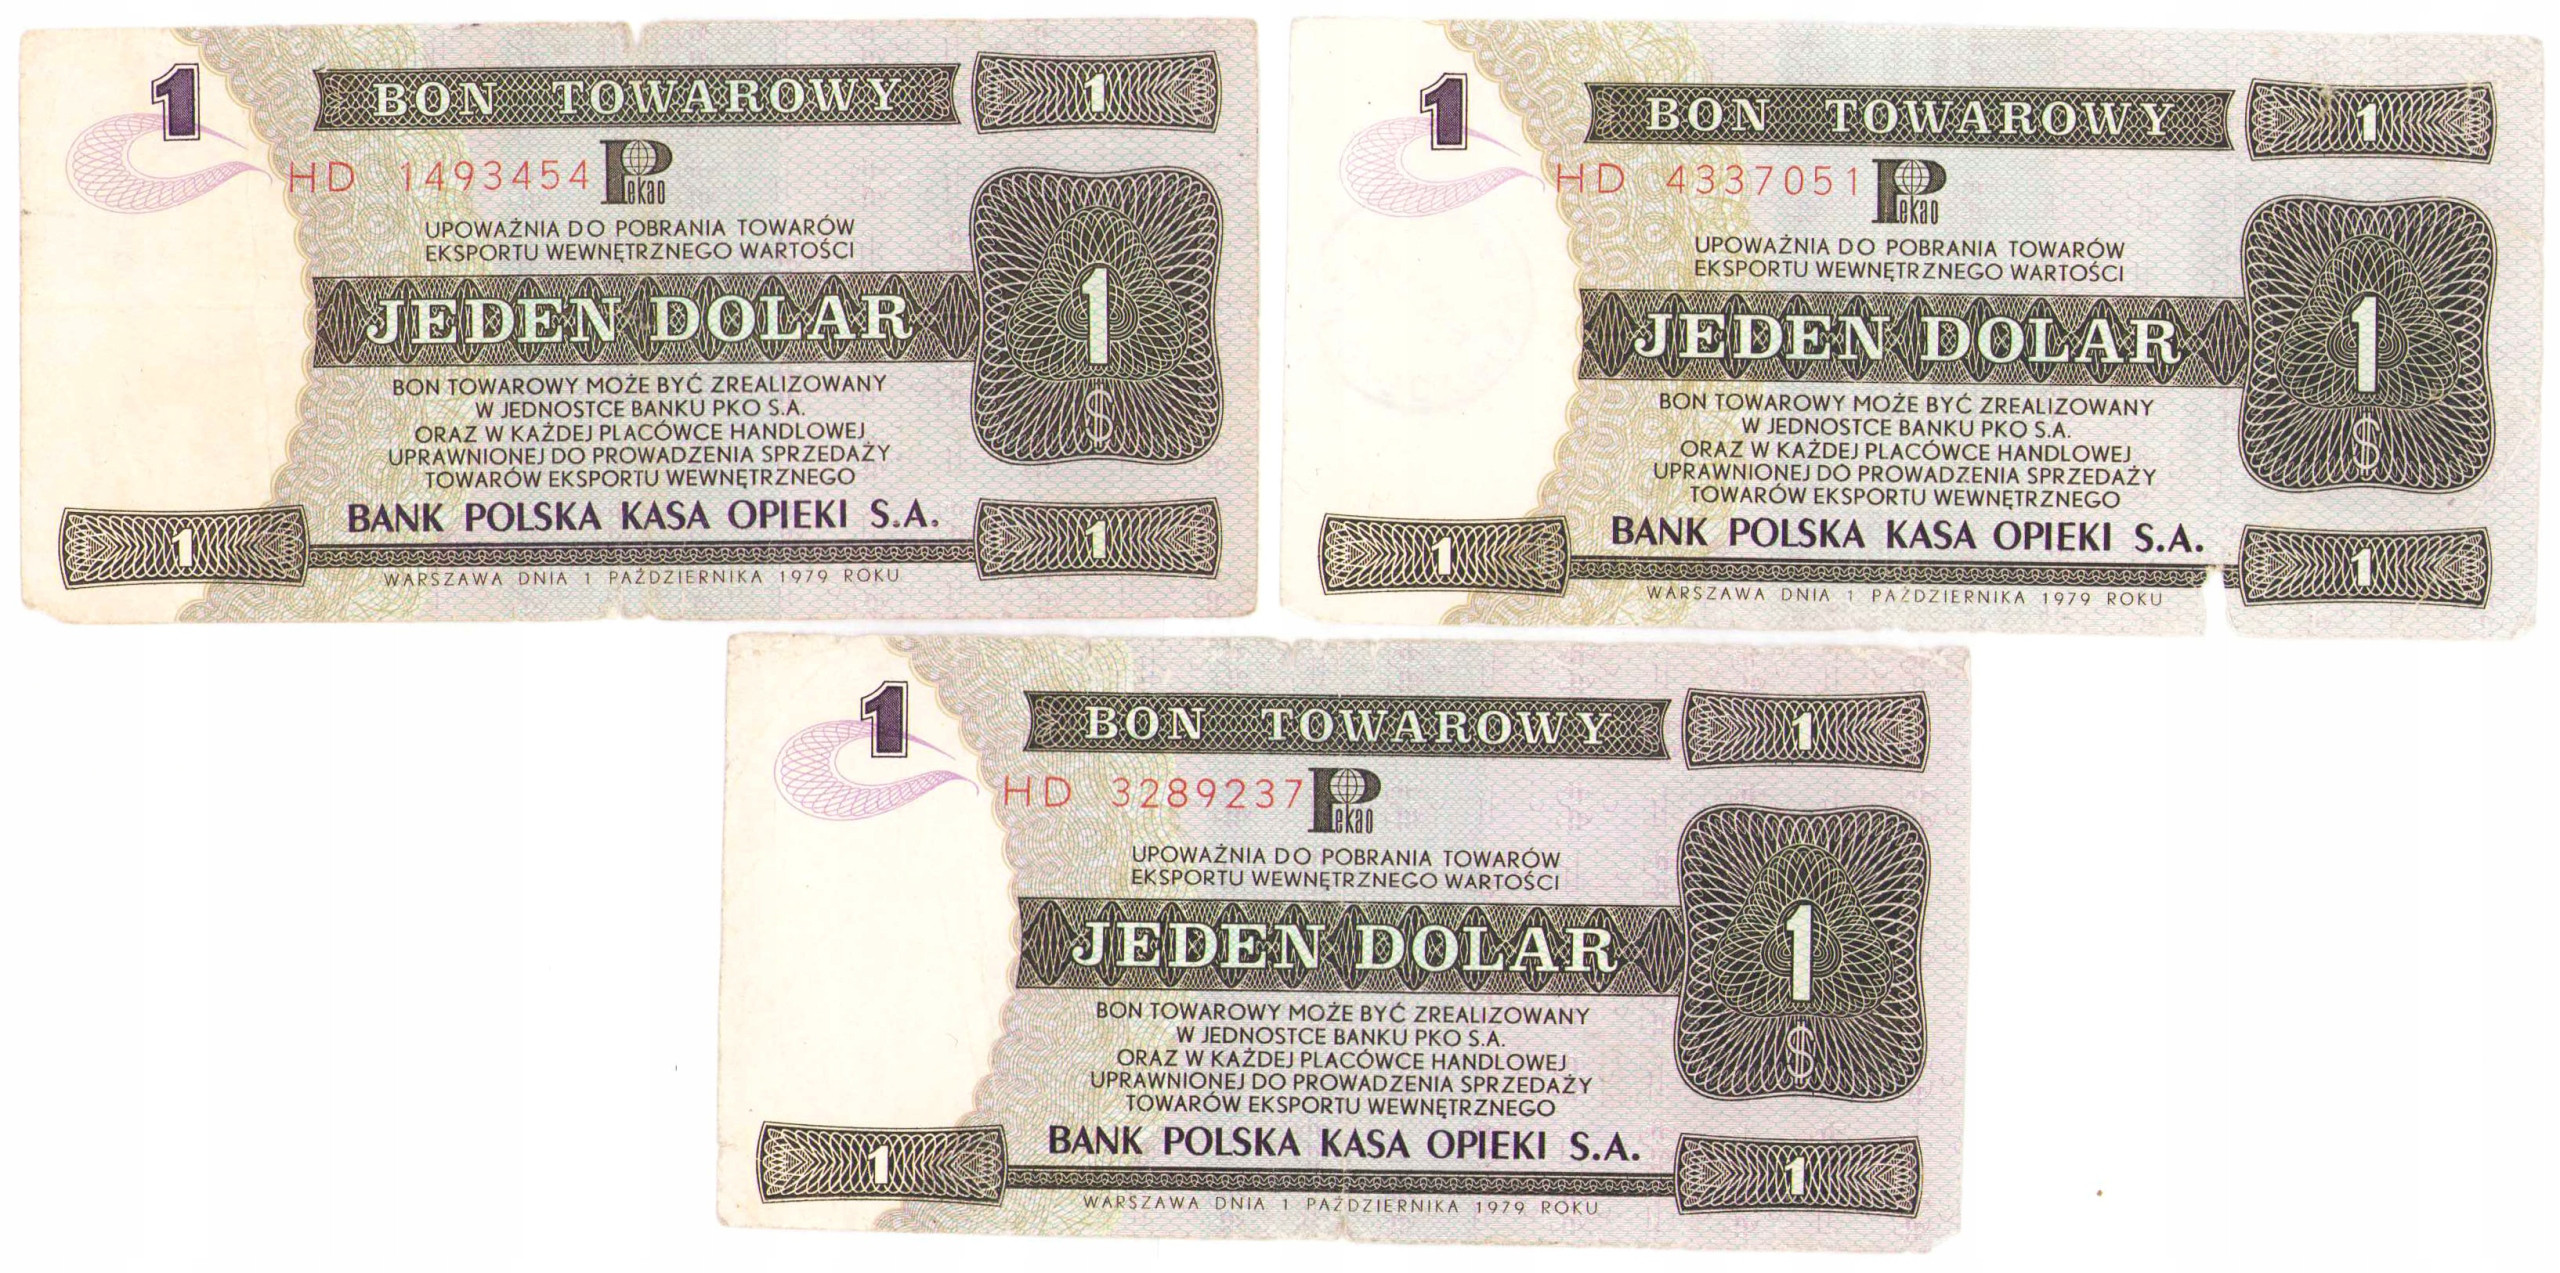 1
BON TOWAROWY
1
HD 1493454
Pekao
UPOWAŻNIA DO POBRANIA TOWARÓW
EKSPORTU WEWNĘTRZNEGO WARTOŚCI
JEDEN DOLAR
1
$
BON TOWAROWY MOŻE BYĆ ZREALIZOWANY
W JEDNOSTCE BANKU PKO S.A.
ORAZ W KAŻDEJ PLACÓWCE HANDLOWEJ
UPRAWNIONEJ DO PROWADZENIA SPRZEDAŻY
TOWARÓW EKSPORTU WEWNĘTRZNEGO
BANK POLSKA KASA OPIEKI S.A.
1
1
WARSZAWA DNIA 1 PAŹDZIERNIKA 1979 ROKU
1
BON TOWAROWY
1
HD 4337051
Pekao
UPOWAŻNIA DO POBRANIA TOWARÓW
EKSPORTU WEWNĘTRZNEGO WARTOŚCI
JEDEN DOLAR
1
$
BON TOWAROWY MOŻE BYĆ ZREALIZOWANY
W JEDNOSTCE BANKU PKO S.A.
ORAZ W KAŻDEJ PLACÓWCE HANDLOWEJ
UPRAWNIONEJ DO PROWADZENIA SPRZEDAŻY
TOWARÓW EKSPORTU WEWNĘTRZNEGO
BANK POLSKA KASA OPIEKI S.A.
1
1
WARSZAWA DNIA 1 PAŹDZIERNIKA 1979 ROKU
1
BON TOWAROWY
1
HD 3289237
Pekao
UPOWAŻNIA DO POBRANIA TOWARÓW
EKSPORTU WEWNĘTRZNEGO WARTOŚCI
JEDEN DOLAR
1
$
BON TOWAROWY MOŻE BYĆ ZREALIZOWANY
W JEDNOSTCE BANKU PKO S.A.
ORAZ W KAŻDEJ PLACÓWCE HANDLOWEJ
UPRAWNIONEJ DO PROWADZENIA SPRZEDAŻY
TOWARÓW EKSPORTU WEWNĘTRZNEGO
BANK POLSKA KASA OPIEKI S.A.
1
1
WARSZAWA DNIA 1 PAŹDZIERNIKA 1979 ROKU